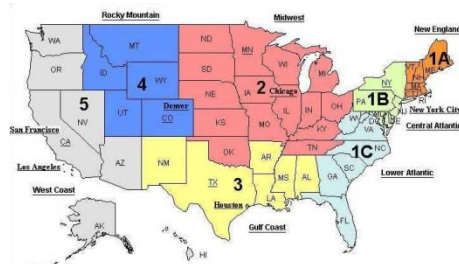 Rocky Mountain
Midwest
New England
WA
MT
ND
MN
VT
ME
1A
OR
ID
SD
WI
MI
NY
NH
WY
4
2
Chicago
1B
PA
RI
New York City
5
NV
UT
Denver
CO
NE
IA
IL
IN
OH
NJ
Central Atlantic
San Francisco
CA
KS
MO
KY
WV
VA
DE
Los Angeles
AZ
NM
OK
AR
TN
NC
1C
SC
Lower Atlantic
TX
3
MS
AL
GA
West Coast
Houston
LA
FL
AK
HI
Gulf Coast